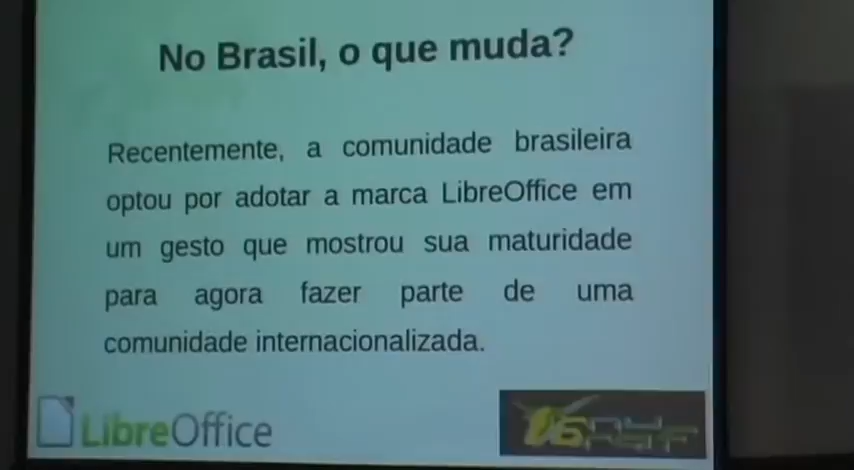 No Brasil, o que muda?
Recentemente, a comunidade brasileira
optou por adotar a marca LibreOffice em
um gesto que mostrou sua maturidade
para agora fazer parte de uma
comunidade internacionalizada.
LibreOffice